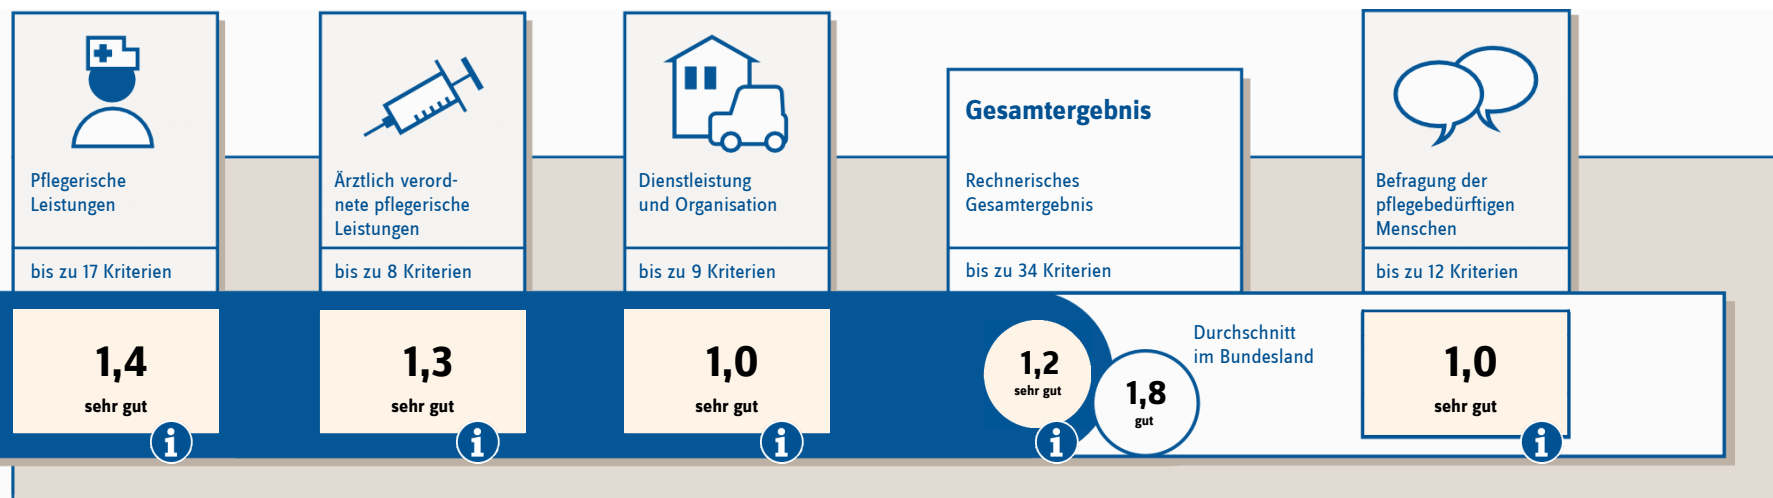 Pflegerische
Leistungen
bis zu 17 Kriterien
1,4
sehr gut
i
Ärztlich verord-
nete pflegerische
Leistungen
bis zu 8 Kriterien
1,3
sehr gut
i
Dienstleistung
und Organisation
bis zu 9 Kriterien
1,0
sehr gut
i
Gesamtergebnis
Rechnerisches
Gesamtergebnis
bis zu 34 Kriterien
1,2
sehr gut
i
1,8
gut
Durchschnitt
im Bundesland
Befragung der
pflegebedürftigen
Menschen
bis zu 12 Kriterien
1,0
sehr gut
i